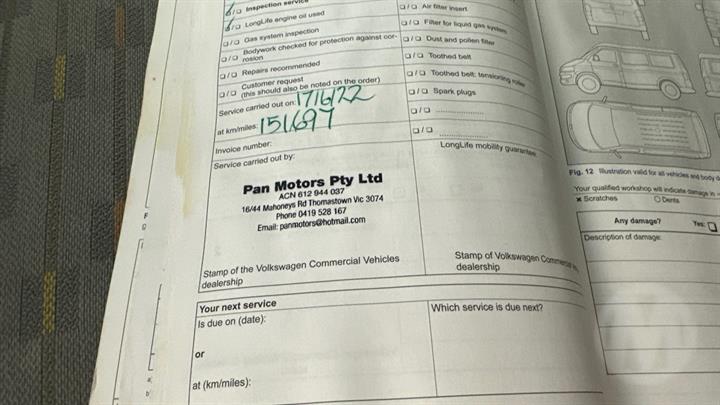 Inspection service
LongLife engine oil used
Gas system inspection
Bodywork checked for protection against cor-
rosion
Repairs recommended
Customer request
(this should also be noted on the order)
Service carried out on: 17/6/22
at km/miles: 151,697
Invoice number:
Service carried out by:
Pan Motors Pty Ltd
ACN 612 944 037
16/44 Mahoneys Rd Thomastown Vic 3074
Phone 0419 528 167
Email: panmotors@hotmail.com
Stamp of the Volkswagen Commercial Vehicles
dealership
Air filter insert
Filter for liquid gas system
Dust and pollen filter
Toothed belt
Toothed belt: tensioning roller
Spark plugs
LongLife mobility guarantee
Stamp of Volkswagen Commercial
dealership
Your next service
Is due on (date):
or
at (km/miles):
Which service is due next?
Fig. 12 Illustration valid for all vehicles and body
Your qualified workshop will indicate damage in
Scratches
Dents
Any damage?
Yes:
Description of damage: